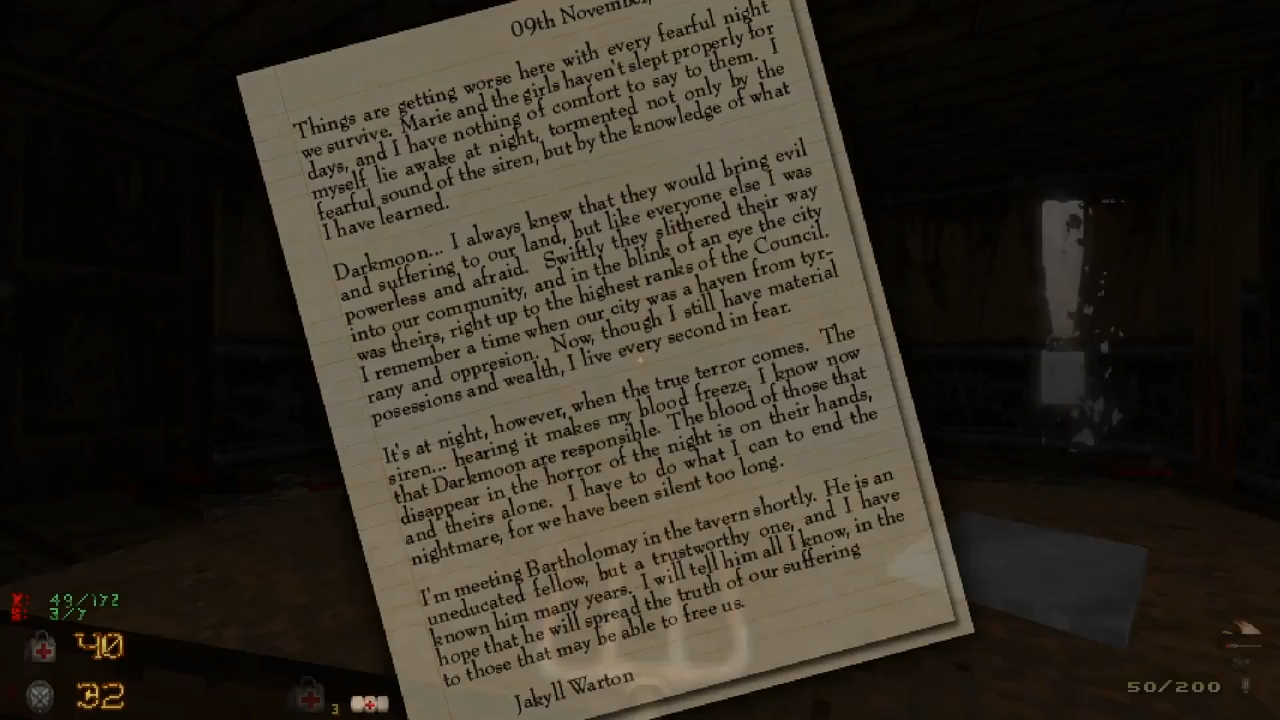 09th November,
Things are getting worse here with every fearful night
we survive. Marie and the girls haven't slept properly for
days, and I have nothing of comfort to say to them. I
myself lie awake at night, tormented not only by the
fearful sound of the siren, but by the knowledge of what
I have learned.
Darkmoon... I always knew that they would bring evil
and suffering to our land, but like everyone else I was
powerless and afraid. Swiftly they slithered their way
into our community, and in the blink of an eye the city
was theirs, right up to the highest ranks of the Council.
I remember a time when our city was a haven from tyr-
rany and oppresion. Now, though I still have material
posessions and wealth, I live every second in fear.
It's at night, however, when the true terror comes. The
siren... hearing it makes my blood freeze. I know now
that Darkmoon are responsible. The blood of those that
disappear in the horror of the night is on their hands,
and theirs alone. I have to do what I can to end the
nightmare, for we have been silent too long.
I'm meeting Bartholomay in the tavern shortly. He is an
uneducated fellow, but a trustworthy one, and I have
known him many years. I will tell him all I know, in the
hope that he will spread the truth of our suffering
to those that may be able to free us.
Jakyll Warton
K: 49/172
S: 3/7
40
32
3
50/200